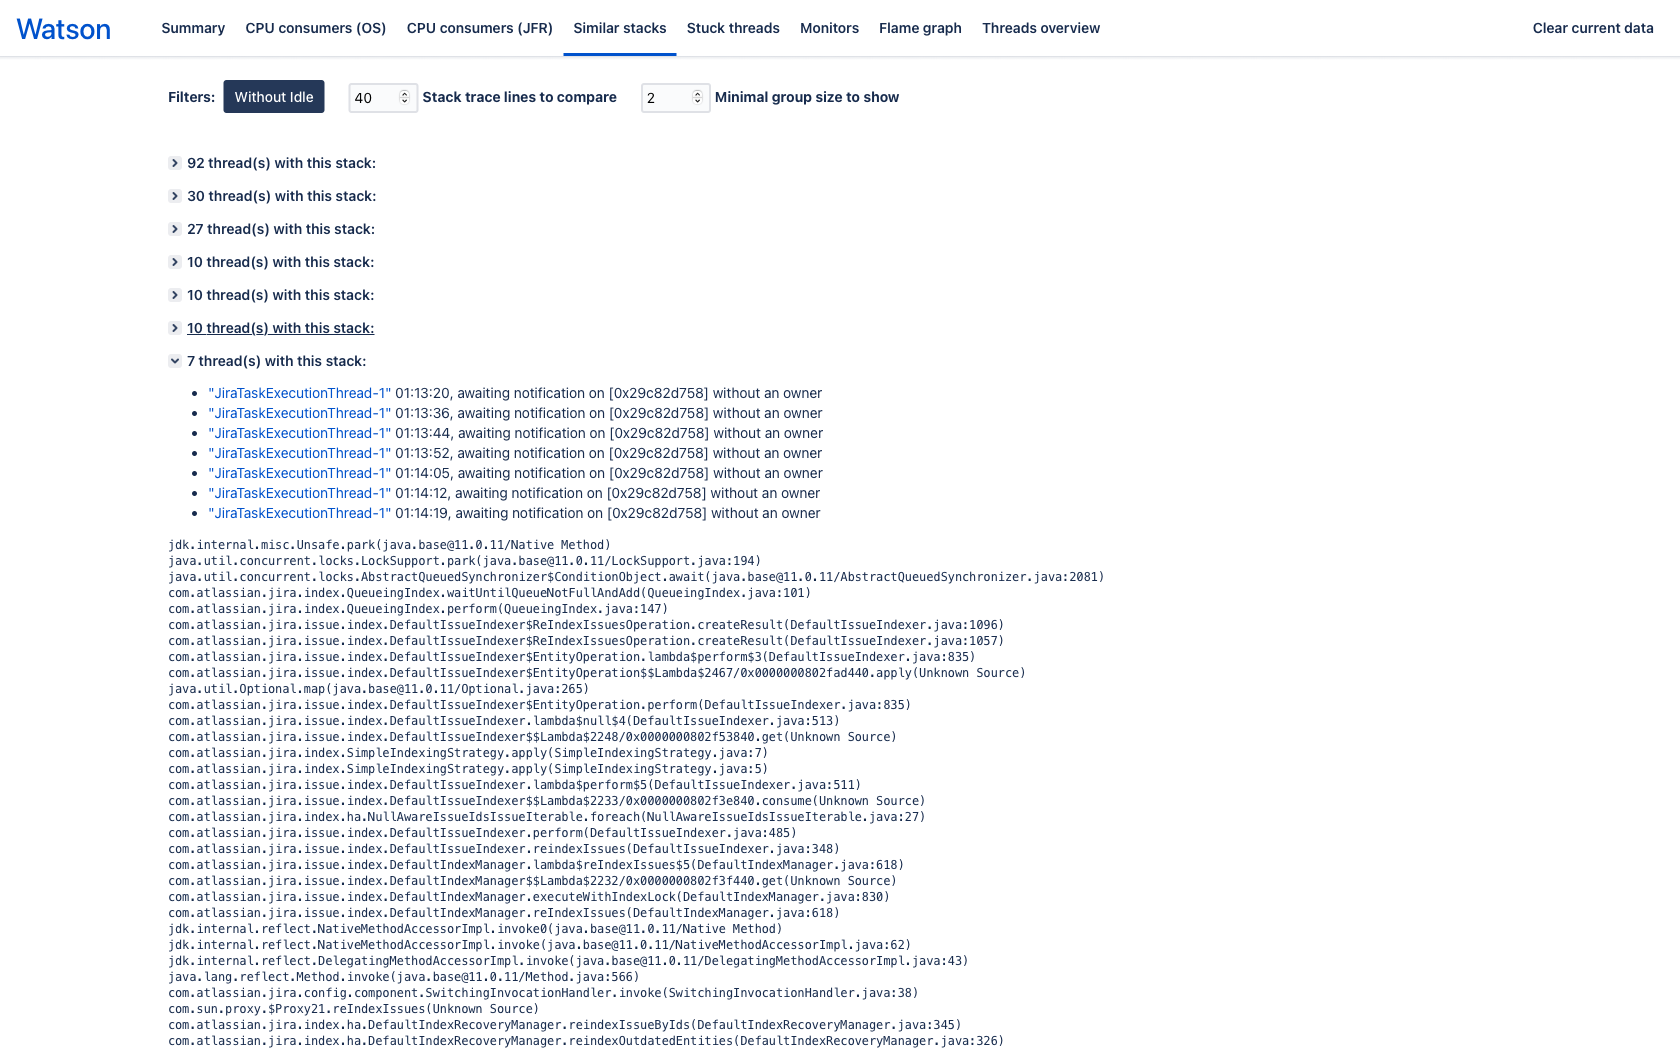 Watson
Summary CPU consumers (OS) CPU consumers (JFR) Similar stacks Stuck threads Monitors Flame graph Threads overview Clear current data
Filters: Without Idle 40 Stack trace lines to compare 2 Minimal group size to show
92 thread(s) with this stack:
30 thread(s) with this stack:
27 thread(s) with this stack:
10 thread(s) with this stack:
10 thread(s) with this stack:
10 thread(s) with this stack:
7 thread(s) with this stack:
"JiraTaskExecutionThread-1" 01:13:20, awaiting notification on [0x29c82d758] without an owner
"JiraTaskExecutionThread-1" 01:13:36, awaiting notification on [0x29c82d758] without an owner
"JiraTaskExecutionThread-1" 01:13:44, awaiting notification on [0x29c82d758] without an owner
"JiraTaskExecutionThread-1" 01:13:52, awaiting notification on [0x29c82d758] without an owner
"JiraTaskExecutionThread-1" 01:14:05, awaiting notification on [0x29c82d758] without an owner
"JiraTaskExecutionThread-1" 01:14:12, awaiting notification on [0x29c82d758] without an owner
"JiraTaskExecutionThread-1" 01:14:19, awaiting notification on [0x29c82d758] without an owner
jdk.internal.misc.Unsafe.park(java.base@11.0.11/Native Method)
java.util.concurrent.locks.LockSupport.park(java.base@11.0.11/LockSupport.java:194)
java.util.concurrent.locks.AbstractQueuedSynchronizer$ConditionObject.await(java.base@11.0.11/AbstractQueuedSynchronizer.java:2081)
com.atlassian.jira.index.QueueingIndex.waitUntilQueueNotFullAndAdd(QueueingIndex.java:101)
com.atlassian.jira.index.QueueingIndex.perform(QueueingIndex.java:147)
com.atlassian.jira.issue.index.DefaultIssueIndexer$ReIndexIssuesOperation.createResult(DefaultIssueIndexer.java:1096)
com.atlassian.jira.issue.index.DefaultIssueIndexer$ReIndexIssuesOperation.createResult(DefaultIssueIndexer.java:1057)
com.atlassian.jira.issue.index.DefaultIssueIndexer$EntityOperation.lambda$perform$3(DefaultIssueIndexer.java:835)
com.atlassian.jira.issue.index.DefaultIssueIndexer$EntityOperation$$Lambda$2467/0x0000000802fad440.apply(Unknown Source)
java.util.Optional.map(java.base@11.0.11/Optional.java:265)
com.atlassian.jira.issue.index.DefaultIssueIndexer$EntityOperation.perform(DefaultIssueIndexer.java:835)
com.atlassian.jira.issue.index.DefaultIssueIndexer.lambda$null$4(DefaultIssueIndexer.java:513)
com.atlassian.jira.issue.index.DefaultIssueIndexer$$Lambda$2248/0x0000000802f53840.get(Unknown Source)
com.atlassian.jira.index.SimpleIndexingStrategy.apply(SimpleIndexingStrategy.java:7)
com.atlassian.jira.index.SimpleIndexingStrategy.apply(SimpleIndexingStrategy.java:5)
com.atlassian.jira.issue.index.DefaultIssueIndexer.lambda$perform$5(DefaultIssueIndexer.java:511)
com.atlassian.jira.issue.index.DefaultIssueIndexer$$Lambda$2233/0x0000000802f3e840.consume(Unknown Source)
com.atlassian.jira.index.ha.NullAwareIssueIdsIssueIterable.foreach(NullAwareIssueIdsIssueIterable.java:27)
com.atlassian.jira.issue.index.DefaultIssueIndexer.perform(DefaultIssueIndexer.java:485)
com.atlassian.jira.issue.index.DefaultIssueIndexer.reindexIssues(DefaultIssueIndexer.java:348)
com.atlassian.jira.issue.index.DefaultIndexManager.lambda$reIndexIssues$5(DefaultIndexManager.java:618)
com.atlassian.jira.issue.index.DefaultIndexManager$$Lambda$2232/0x0000000802f3f440.get(Unknown Source)
com.atlassian.jira.issue.index.DefaultIndexManager.executeWithIndexLock(DefaultIndexManager.java:830)
com.atlassian.jira.issue.index.DefaultIndexManager.reIndexIssues(DefaultIndexManager.java:618)
jdk.internal.reflect.NativeMethodAccessorImpl.invoke0(java.base@11.0.11/Native Method)
jdk.internal.reflect.NativeMethodAccessorImpl.invoke(java.base@11.0.11/NativeMethodAccessorImpl.java:62)
jdk.internal.reflect.DelegatingMethodAccessorImpl.invoke(java.base@11.0.11/DelegatingMethodAccessorImpl.java:43)
java.lang.reflect.Method.invoke(java.base@11.0.11/Method.java:566)
com.atlassian.jira.config.component.SwitchingInvocationHandler.invoke(SwitchingInvocationHandler.java:38)
com.sun.proxy.$Proxy21.reIndexIssues(Unknown Source)
com.atlassian.jira.index.ha.DefaultIndexRecoveryManager.reindexIssueByIds(DefaultIndexRecoveryManager.java:345)
com.atlassian.jira.index.ha.DefaultIndexRecoveryManager.reindexOutdatedEntities(DefaultIndexRecoveryManager.java:326)